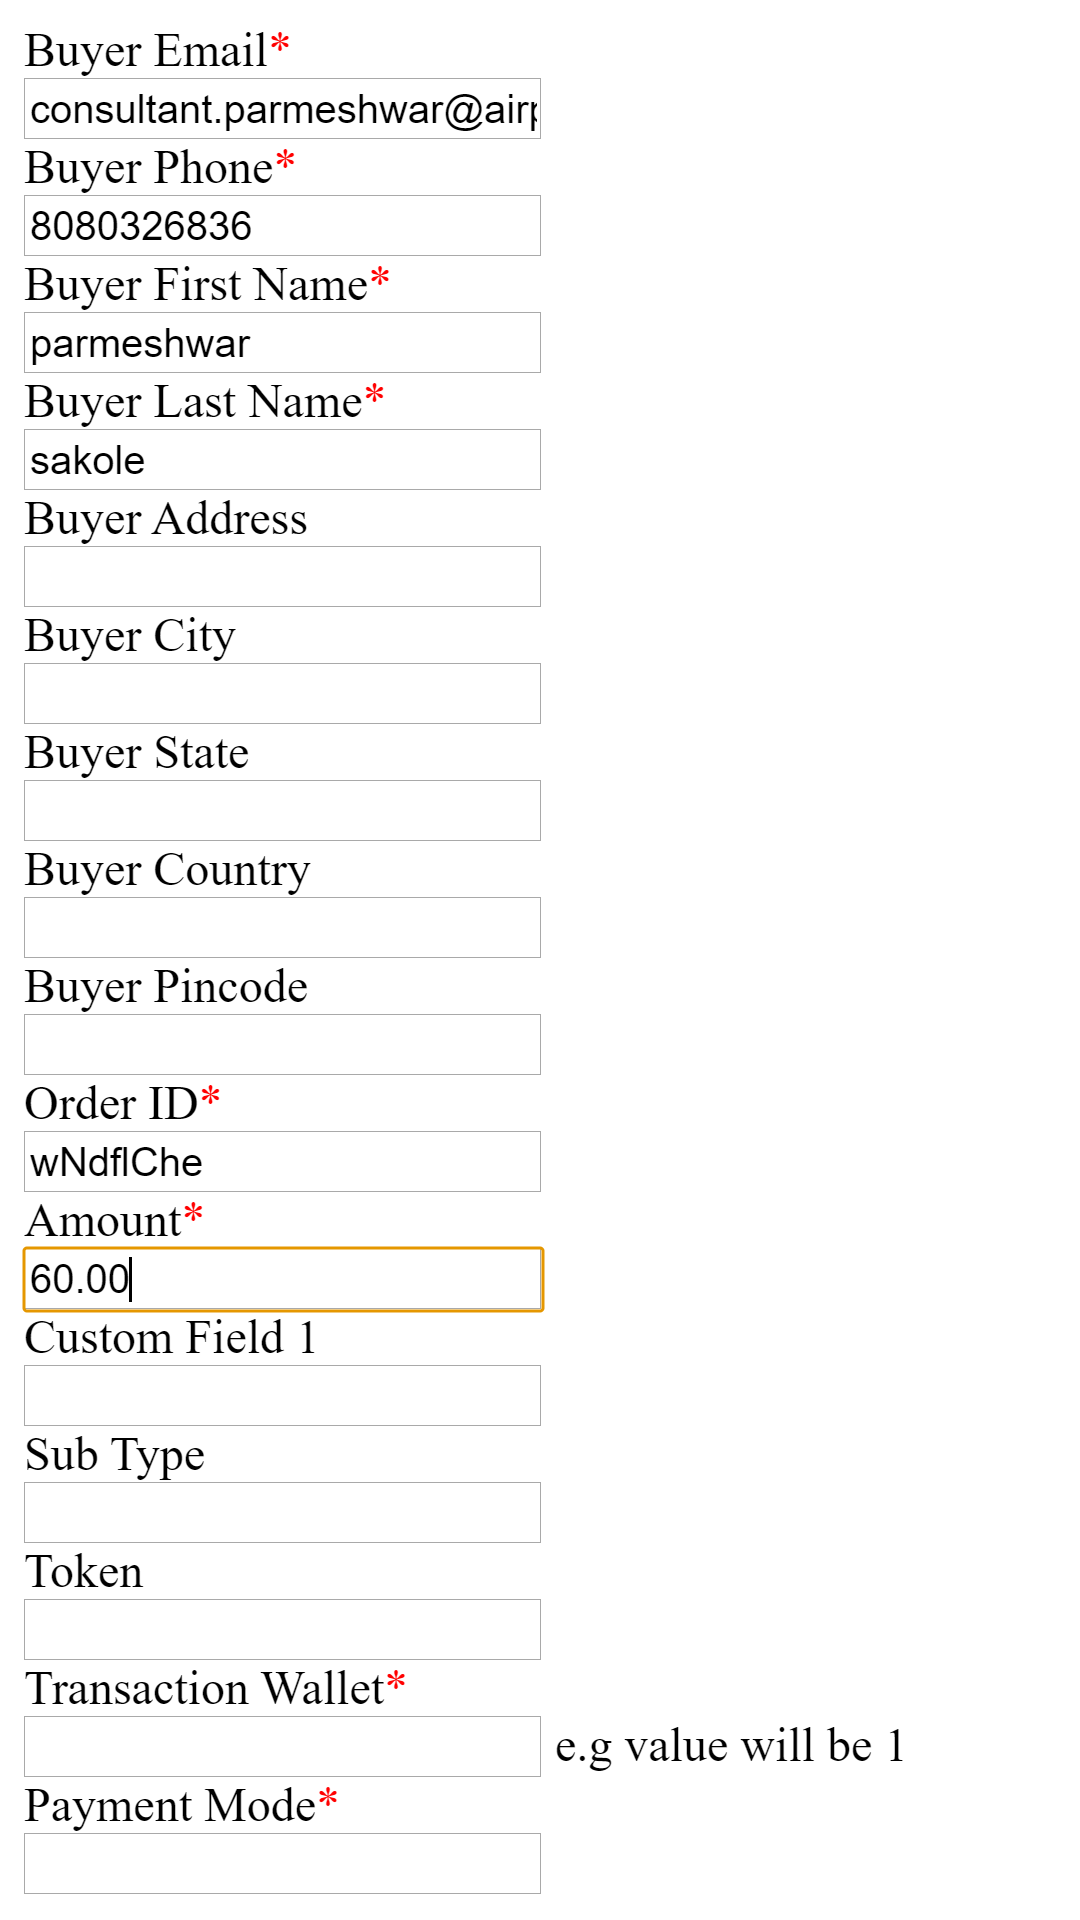 Buyer Email*
consultant.parmeshwar@air
Buyer Phone*
8080326836
Buyer First Name*
parmeshwar
Buyer Last Name*
sakole
Buyer Address
Buyer City
Buyer State
Buyer Country
Buyer Pincode
Order ID*
wNdflChe
Amount*
60.00
Custom Field 1
Sub Type
Token
Transaction Wallet*
e.g value will be 1
Payment Mode*